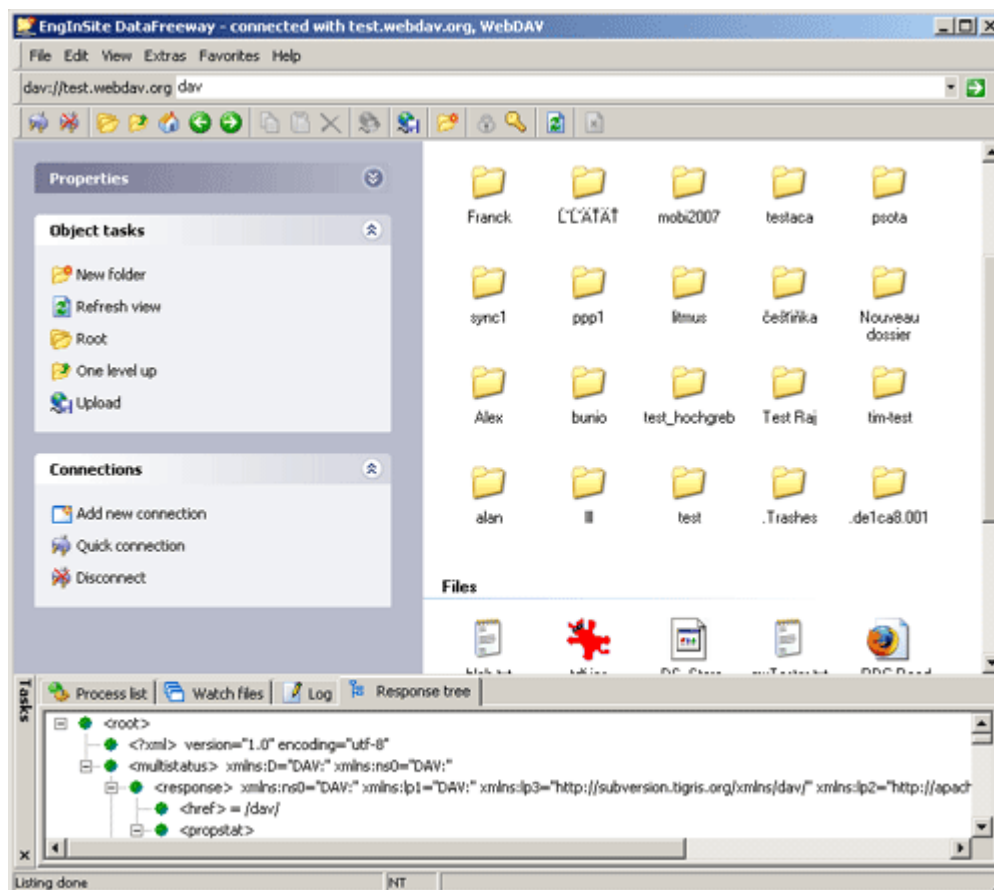 EngInSite DataFreeway - connected with test.webdav.org, WebDAV
File Edit View Extras Favorites Help
dav://test.webdav.org dav
Properties
Object tasks
New folder
Refresh view
Root
One level up
Upload
Connections
Add new connection
Quick connection
Disconnect
Franck mobi2007 testaca psota
sync1 ppp1 litmus češtiňka Nouveau
dossier
Alex bunio test_hochgreb Test Raj tim-test
alan test .Trashes .de1ca8.001
Files
Tasks
Process list Watch files Log Response tree
<root>
<?xml> version="1.0" encoding="utf-8"
<multistatus> xmlns:D="DAV:" xmlns:ns0="DAV:"
<response> xmlns:ns0="DAV:" xmlns:lp1="DAV:" xmlns:lp3="http://subversion.tigris.org/xmlns/dav/" xmlns:lp2="http://apach
<href> = /dav/
<propstat>
Listing done NT